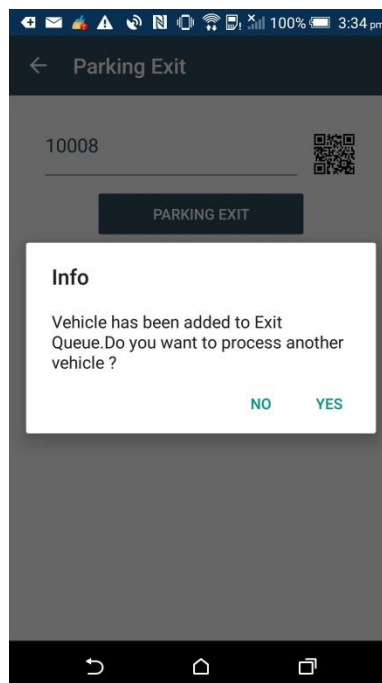 100% 3:34 pm
Parking Exit
10008
PARKING EXIT
Info
Vehicle has been added to Exit
Queue.Do you want to process another
vehicle ?
NO YES